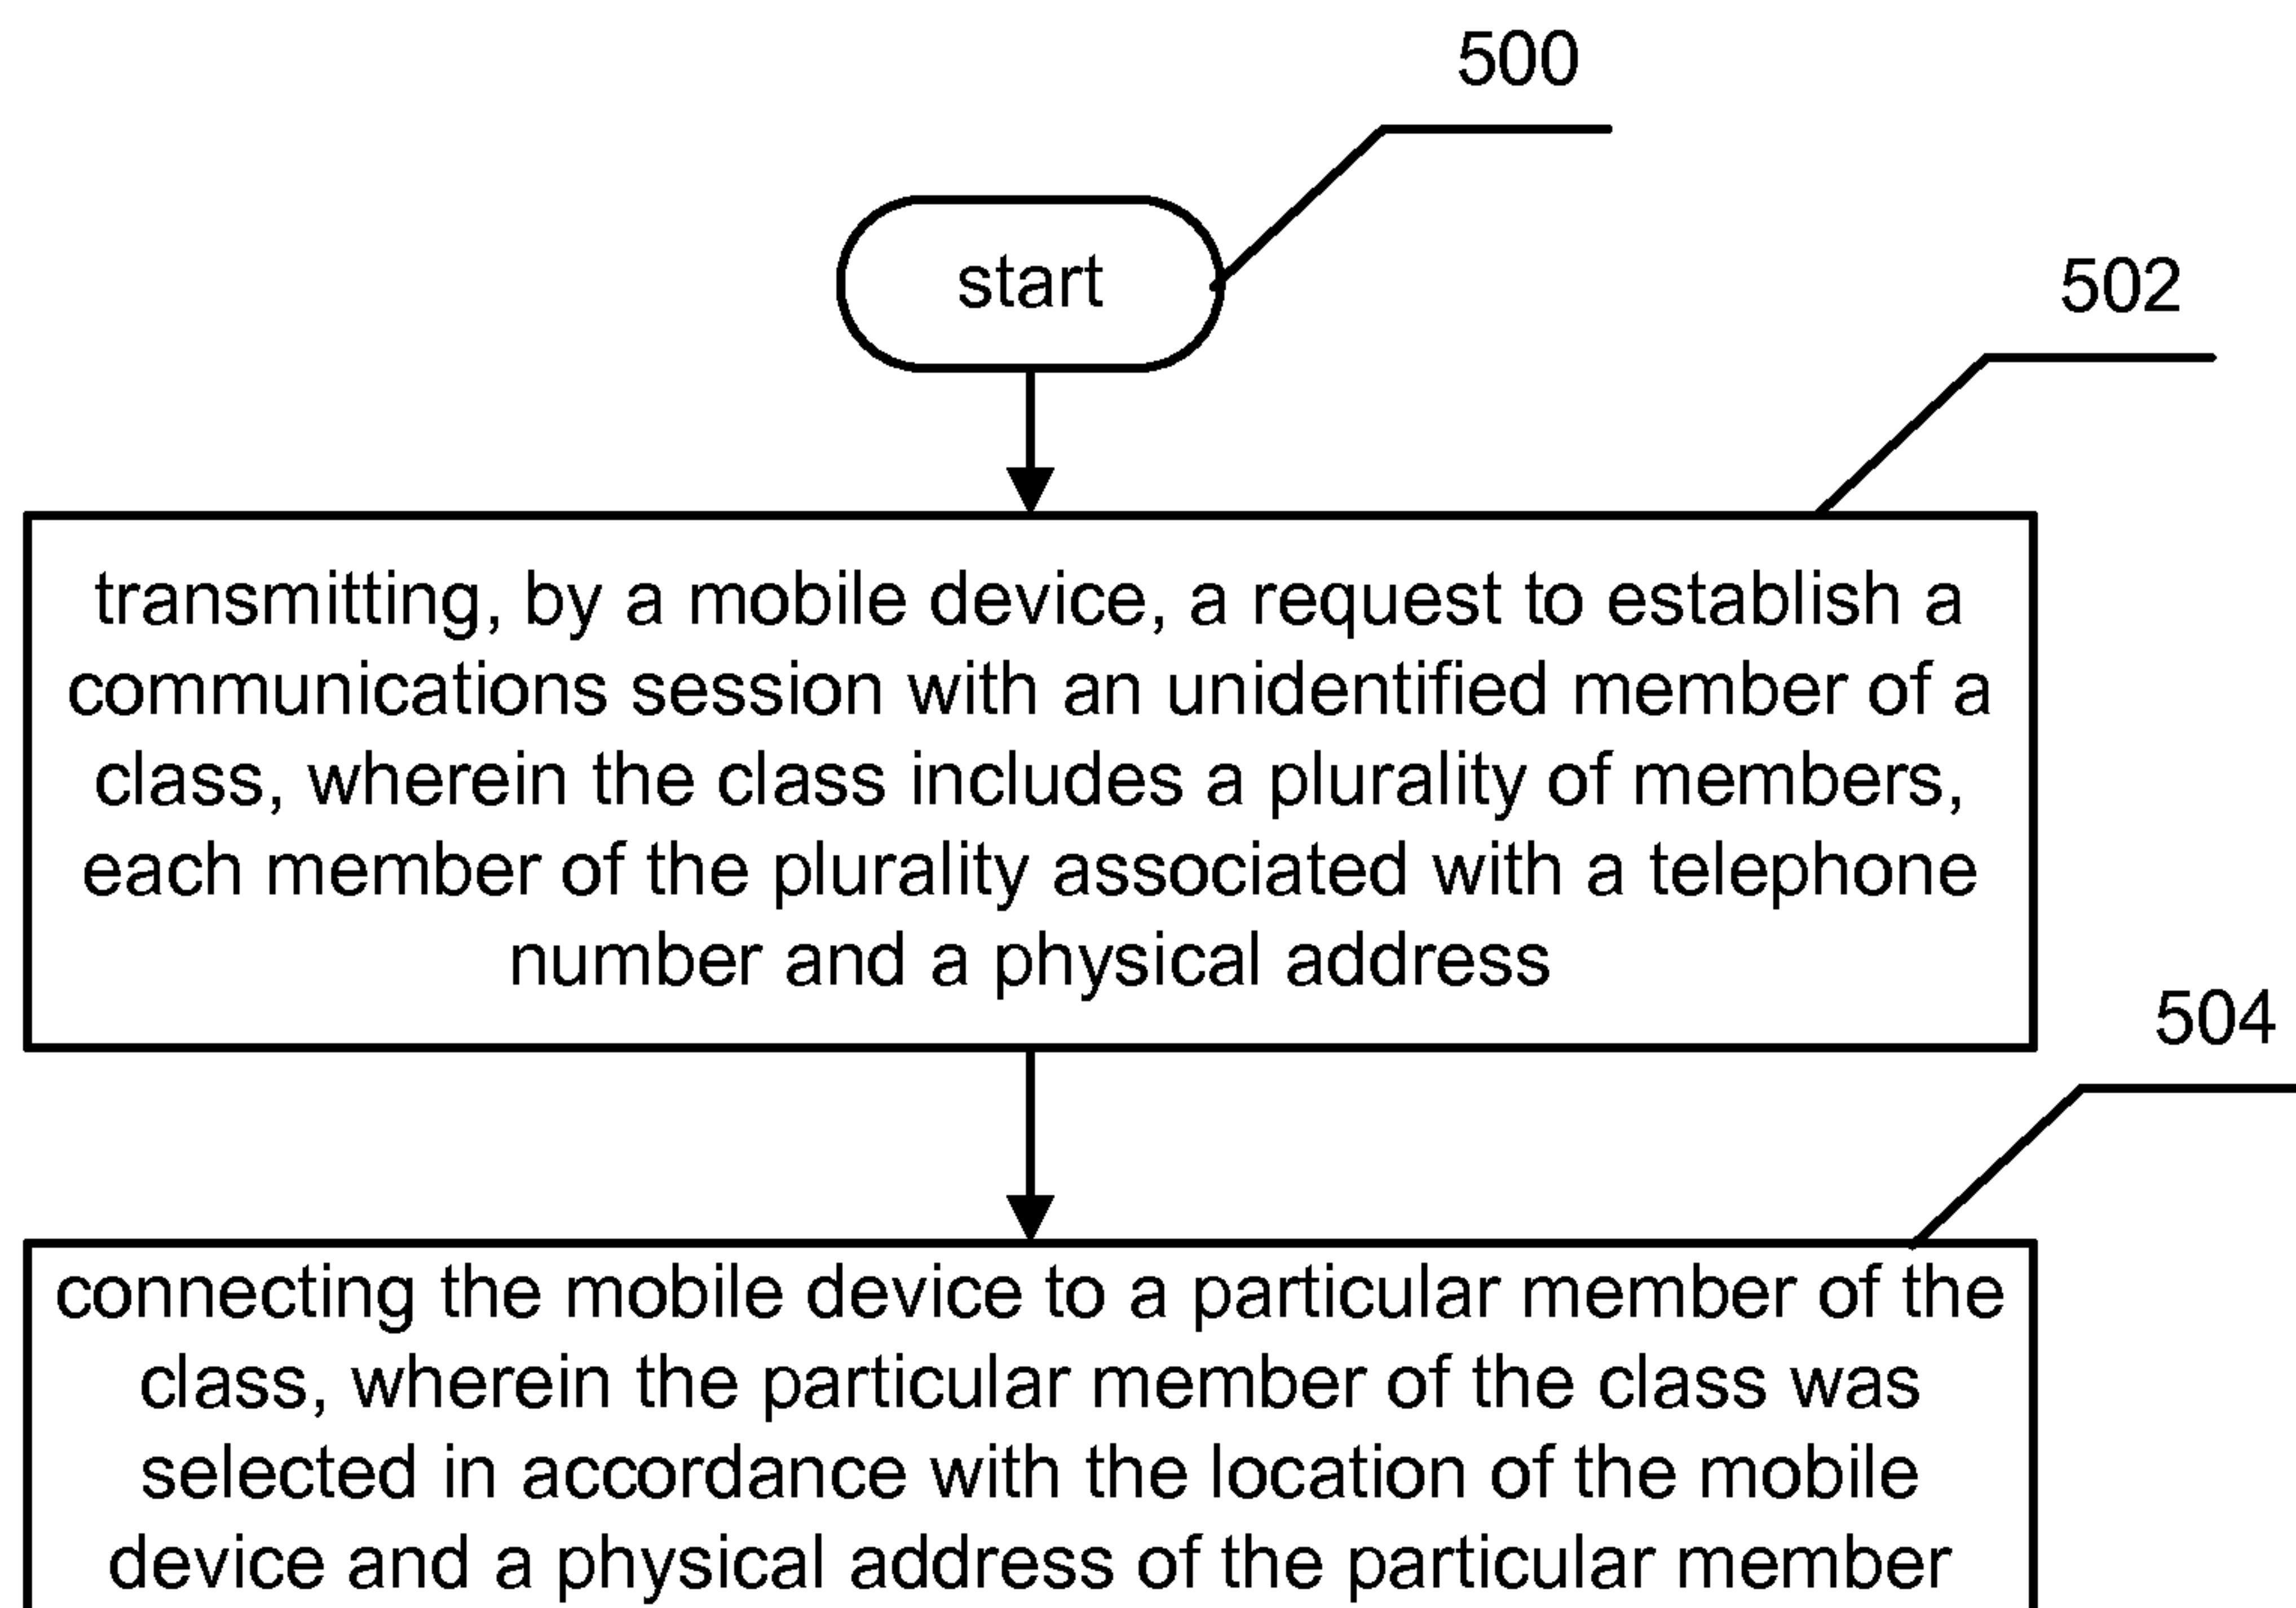 500
start
502
transmitting, by a mobile device, a request to establish a
communications session with an unidentified member of a
class, wherein the class includes a plurality of members,
each member of the plurality associated with a telephone
number and a physical address
504
connecting the mobile device to a particular member of the
class, wherein the particular member of the class was
selected in accordance with the location of the mobile
device and a physical address of the particular member